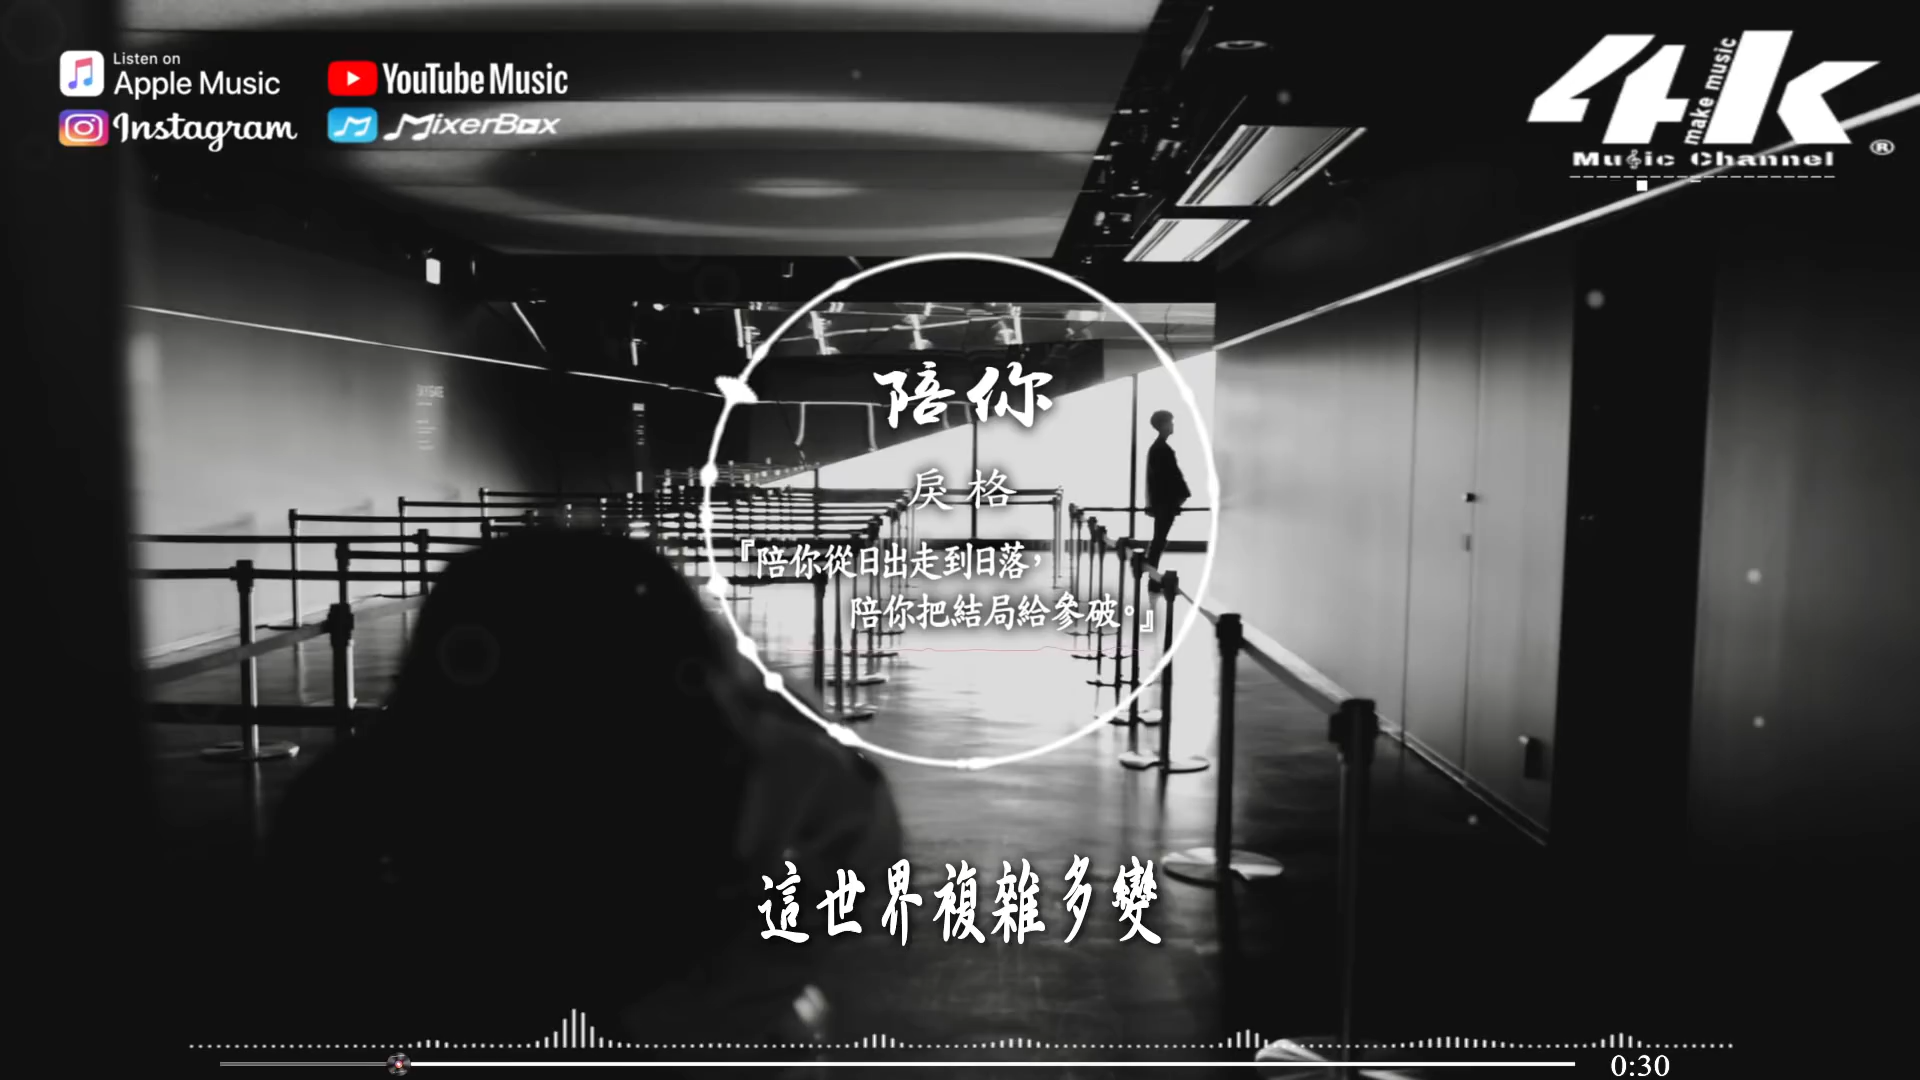 Listen on
Apple Music
YouTube Music
Instagram
MixerBox
4k
make music
Music Channel
®
陪你
戾格
『陪你從日出走到日落，
陪你把結局給參破。』
這世界複雜多變
0:30